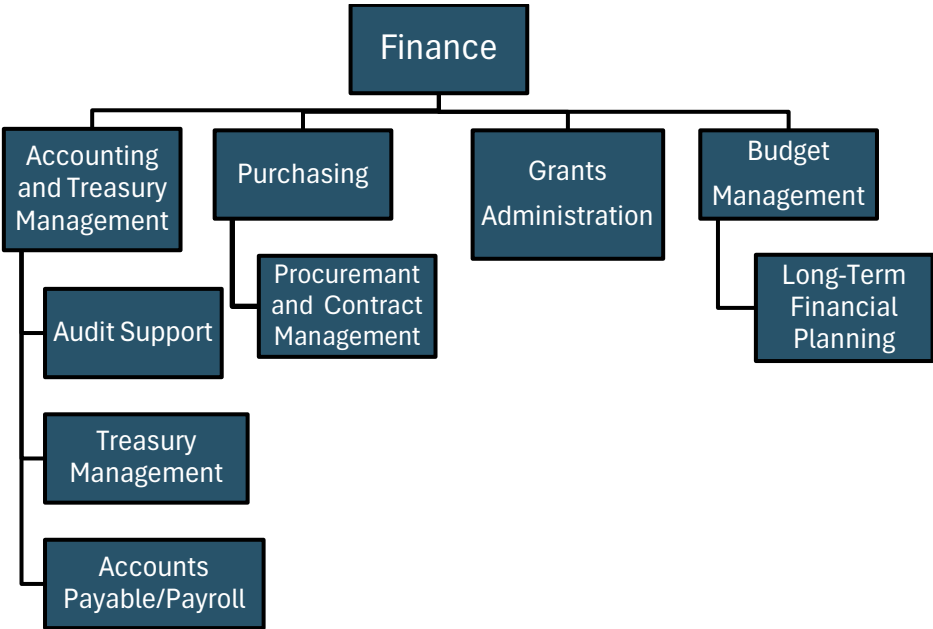 Finance
Accounting
and Treasury
Management
Purchasing
Grants
Administration
Budget
Management
Procuremant
and Contract
Management
Long-Term
Financial
Planning
Audit Support
Treasury
Management
Accounts
Payable/Payroll